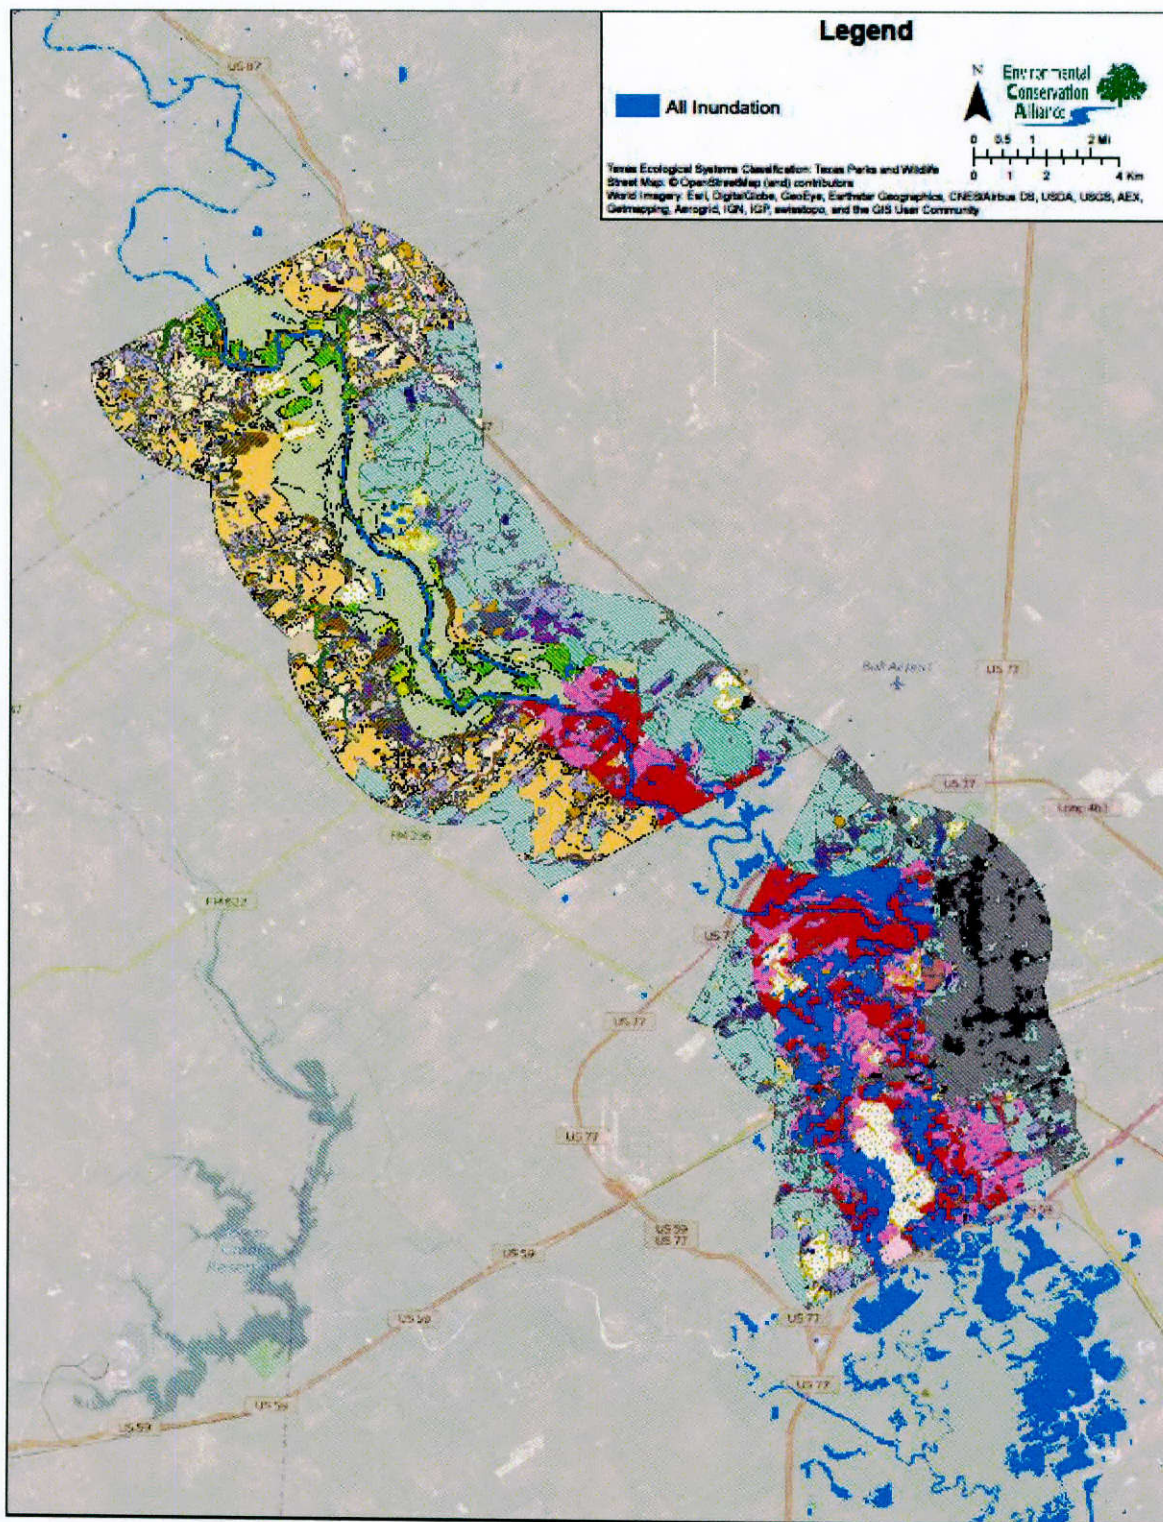 Legend
N
Environmental
Conservation
Alliance
All Inundation
0 0.5 1 2 Mi
0 1 2 4 Km
Texas Ecological Systems Classification: Texas Parks and Wildlife
Street Map: © OpenStreetMap (and) contributors
World Imagery: Esri, DigitalGlobe, GeoEye, Earthstar Geographics, CNES/Airbus DS, USDA, USGS, AEX,
Getmapping, Aerogrid, IGN, IGP, swisstopo, and the GIS User Community
US 87
US 77
US 77
Loop 463
FM 236
FM 622
US 77
US 77
US 59
US 77
US 59
US 59
US 77
US 77
US 59
US 59